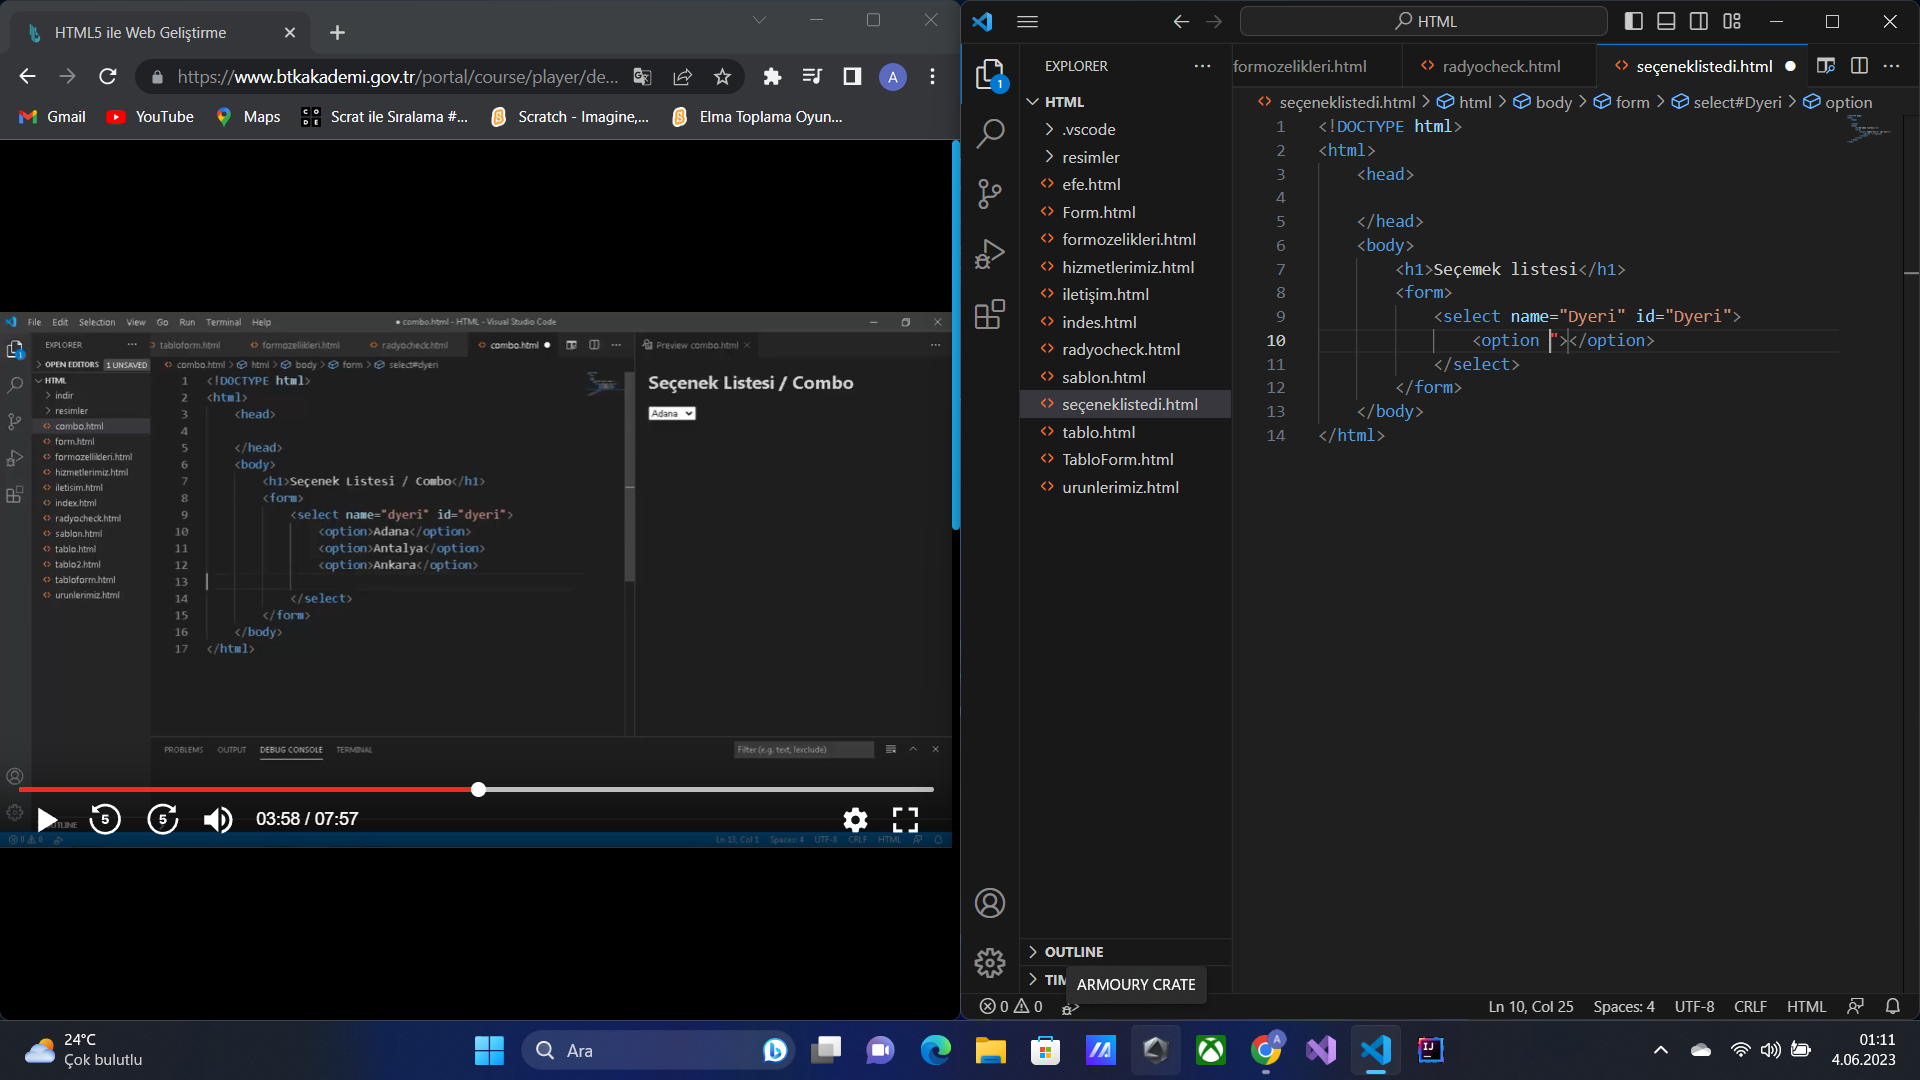 HTML5 ile Web Geliştirme
https://www.btkakademi.gov.tr/portal/course/player/de...
A
Gmail
YouTube
Maps
Scrat ile Sıralama #...
Scratch - Imagine,...
Elma Toplama Oyun...
File Edit Selection View Go Run Terminal Help
● combo.html - HTML - Visual Studio Code
EXPLORER
OPEN EDITORS 1 UNSAVED
HTML
indir
resimler
combo.html
form.html
formozellikleri.html
hizmetlerimiz.html
iletisim.html
index.html
radyocheck.html
sablon.html
tablo.html
tablo2.html
tabloform.html
urunlerimiz.html
tabloform.html formozellikleri.html radyocheck.html combo.html
combo.html > html > body > form > select#dyeri
1 <!DOCTYPE html>
2 <html>
3 <head>
4
5 </head>
6 <body>
7 <h1>Seçenek Listesi / Combo</h1>
8 <form>
9 <select name="dyeri" id="dyeri">
10 <option>Adana</option>
11 <option>Antalya</option>
12 <option>Ankara</option>
13
14 </select>
15 </form>
16 </body>
17 </html>
Preview combo.html
Seçenek Listesi / Combo
Adana
PROBLEMS OUTPUT DEBUG CONSOLE TERMINAL
Filter (e.g. text, !exclude)
5 5 03:58 / 07:57
Ln 13, Col 1 Spaces: 4 UTF-8 CRLF HTML
HTML
1
EXPLORER
HTML
.vscode
resimler
efe.html
Form.html
formozelikleri.html
hizmetlerimiz.html
iletişim.html
indes.html
radyocheck.html
sablon.html
seçeneklistedi.html
tablo.html
TabloForm.html
urunlerimiz.html
OUTLINE
TIM
ARMOURY CRATE
formozelikleri.html radyocheck.html seçeneklistedi.html
seçeneklistedi.html > html > body > form > select#Dyeri > option
1 <!DOCTYPE html>
2 <html>
3 <head>
4
5 </head>
6 <body>
7 <h1>Seçemek listesi</h1>
8 <form>
9 <select name="Dyeri" id="Dyeri">
10 <option "></option>
11 </select>
12 </form>
13 </body>
14 </html>
0 0
Ln 10, Col 25 Spaces: 4 UTF-8 CRLF HTML
24°C
Çok bulutlu
Ara
01:11
4.06.2023